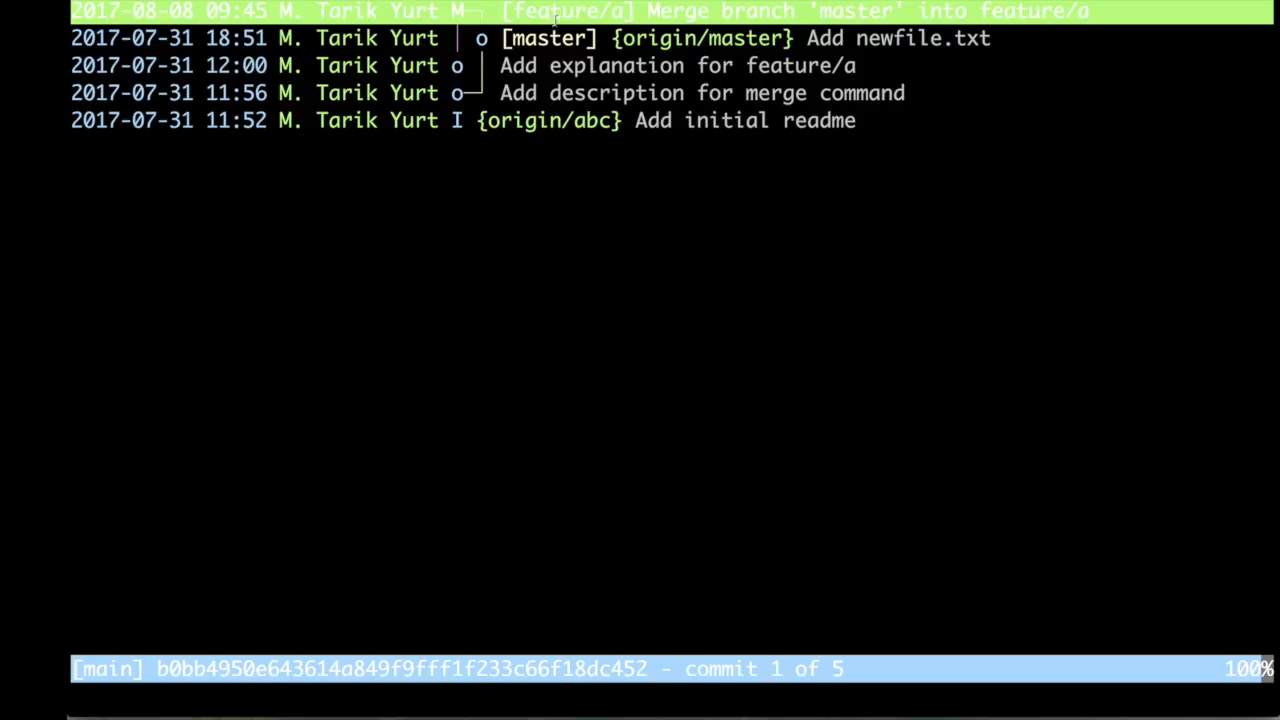 2017-08-08 09:45 M. Tarik Yurt M─┐ [feature/a] Merge branch 'master' into feature/a
2017-07-31 18:51 M. Tarik Yurt │ o [master] {origin/master} Add newfile.txt
2017-07-31 12:00 M. Tarik Yurt o │ Add explanation for feature/a
2017-07-31 11:56 M. Tarik Yurt o─┘ Add description for merge command
2017-07-31 11:52 M. Tarik Yurt I {origin/abc} Add initial readme
[main] b0bb4950e643614a849f9fff1f233c66f18dc452 - commit 1 of 5 100%